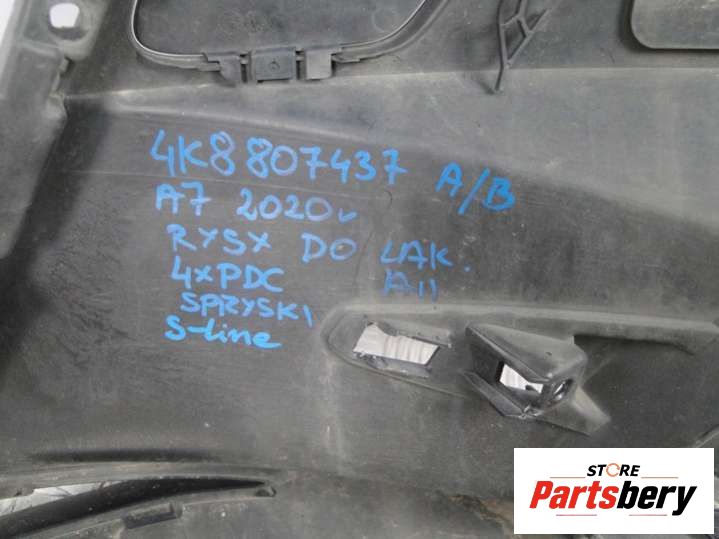 4K8807437 A/B
A7 2020r
RYSY DO LAK.
4xPDC A11
SPRYSKI
S-line
STORE
Partsbery